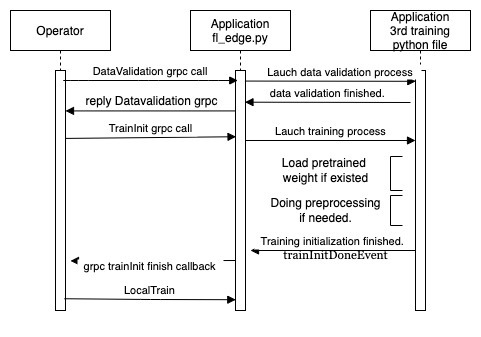 Operator
Application
fl_edge.py
Application
3rd training
python file
DataValidation grpc call
Lauch data validation process
data validation finished.
reply Datavalidation grpc
TrainInit grpc call
Lauch training process
Load pretrained
weight if existed
Doing preprocessing
if needed.
Training initialization finished.
trainInitDoneEvent
grpc trainInit finish callback
LocalTrain